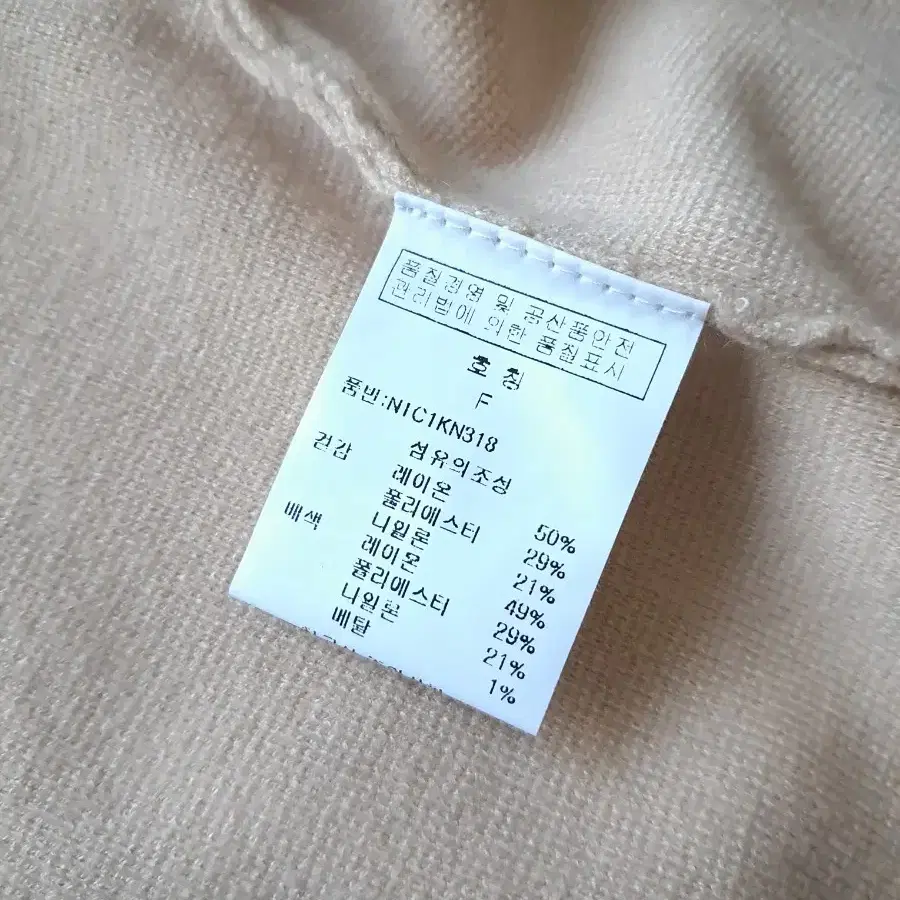 품질경영 및 공산품안전
관리법에 의한 품질표시
호칭
F
품번:NIC1KN318
섬유의조성
겉감 레이온 50%
폴리에스터 29%
나일론 21%
배색 레이온 49%
폴리에스터 29%
나일론 21%
메탈 1%